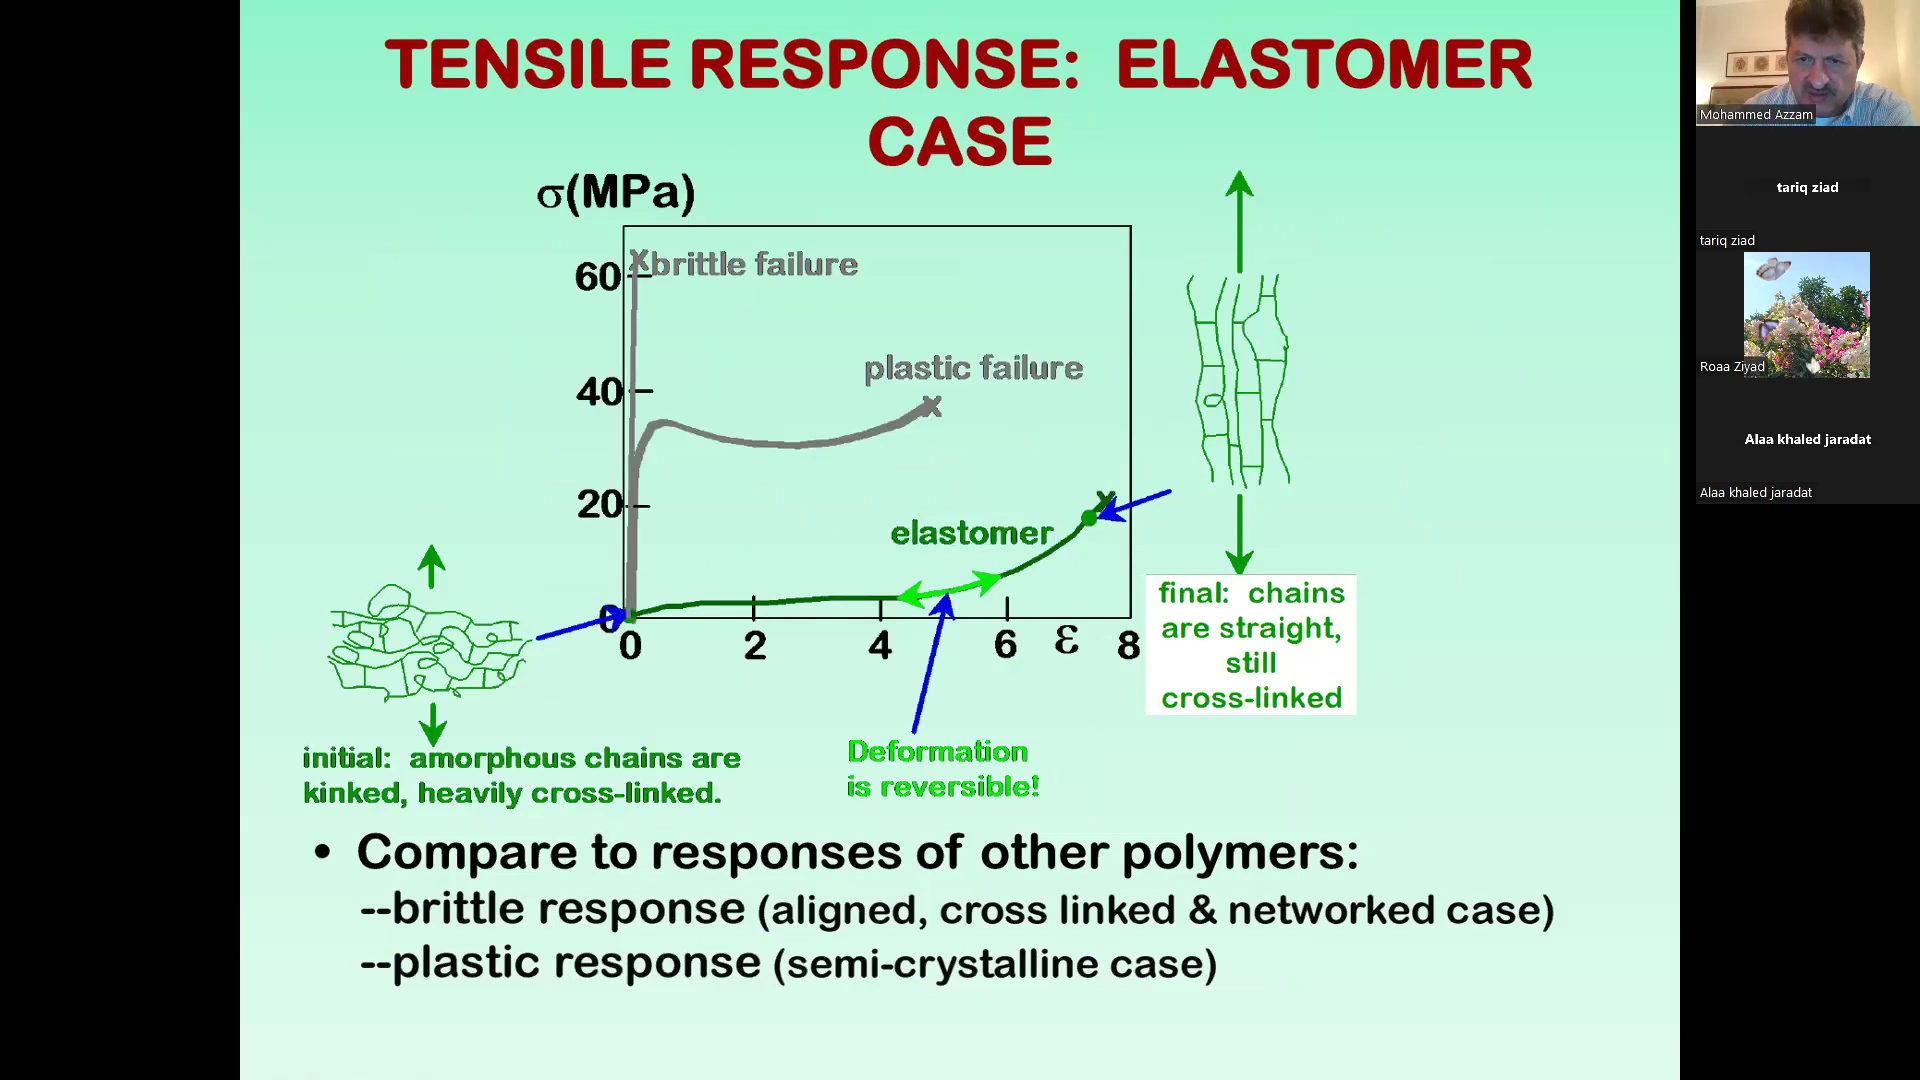 TENSILE RESPONSE: ELASTOMER
CASE
σ(MPa)
60
brittle failure
plastic failure
40
20
elastomer
0
0
2
4
6
ε
8
final: chains
are straight,
still
cross-linked
initial: amorphous chains are
kinked, heavily cross-linked.
Deformation
is reversible!
• Compare to responses of other polymers:
--brittle response (aligned, cross linked & networked case)
--plastic response (semi-crystalline case)
Mohammed Azzam
tariq ziad
tariq ziad
Roaa Ziyad
Alaa khaled jaradat
Alaa khaled jaradat